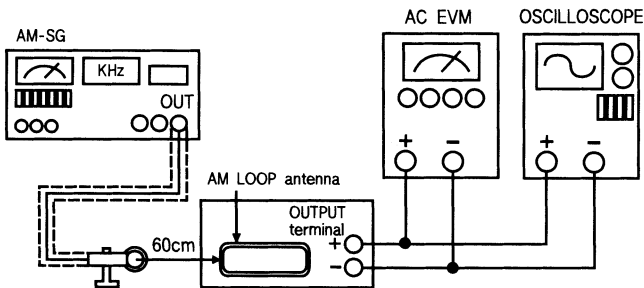 AC EVM
OSCILLOSCOPE
AM-SG
KHz
OUT
+
−
+
−
AM LOOP antenna
OUTPUT
terminal
60cm
+
−